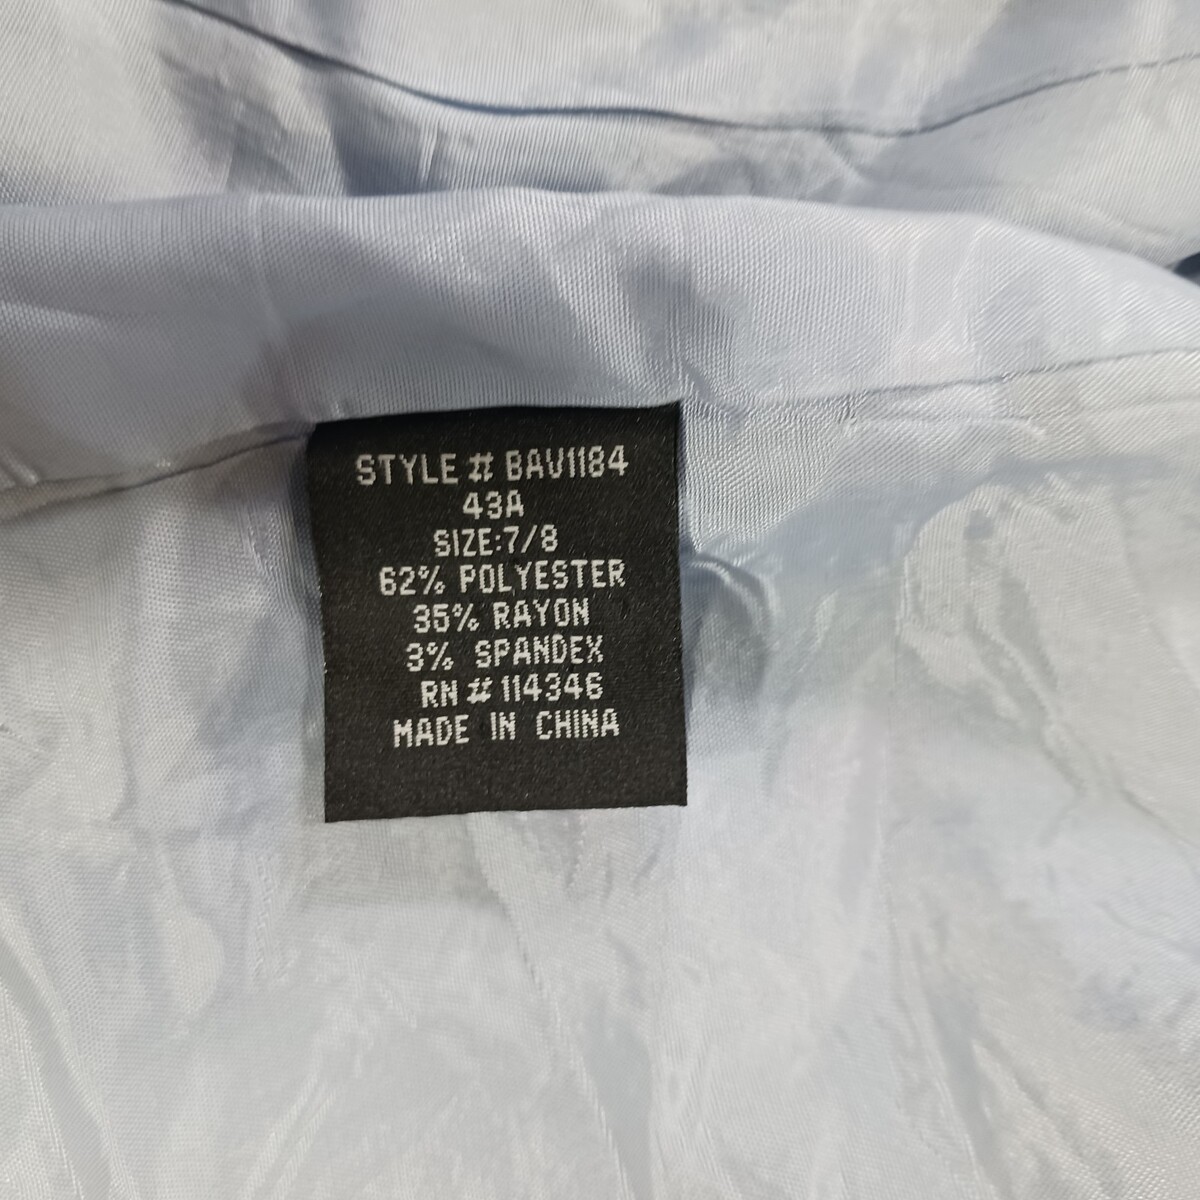 STYLE # BAV1184
43A
SIZE:7/8
62% POLYESTER
35% RAYON
3% SPANDEX
RN # 114346
MADE IN CHINA